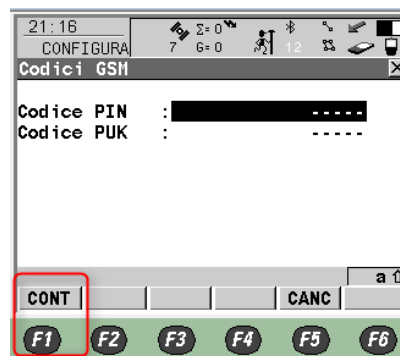 21:16 Σ=0
CONFIGURA 7 G=0 12
Codici GSM
Codice PIN : -----
Codice PUK : -----
a
CONT CANC
F1 F2 F3 F4 F5 F6